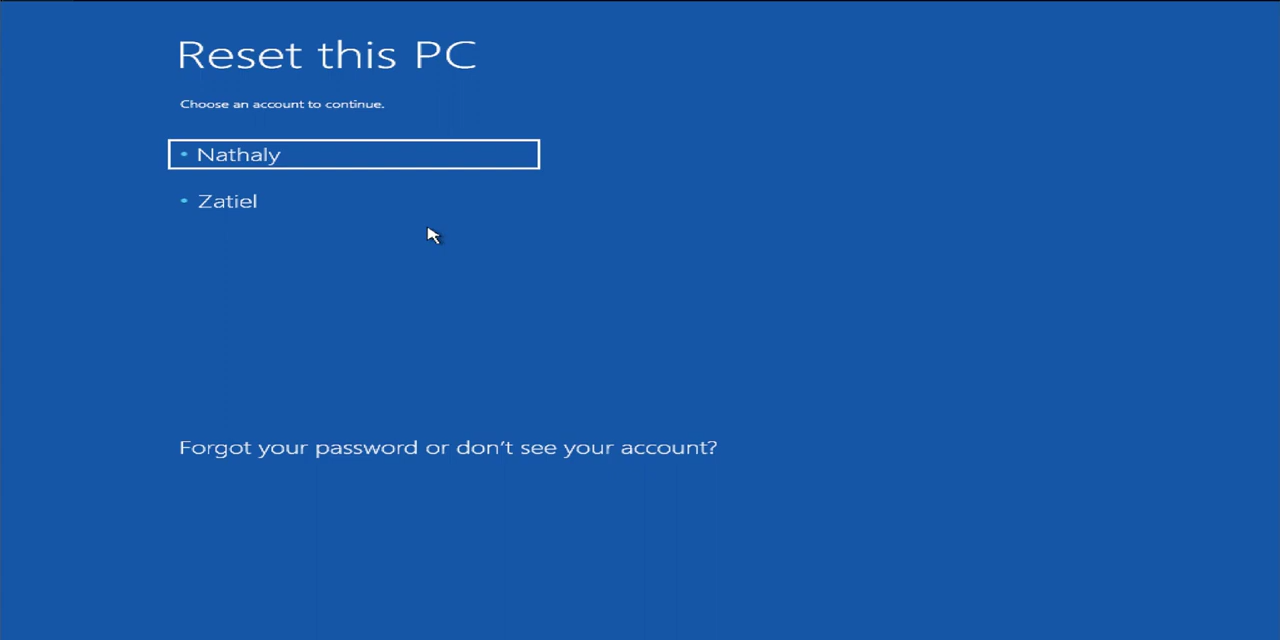 Reset this PC
Choose an account to continue.
Nathaly
Zatiel
Forgot your password or don't see your account?